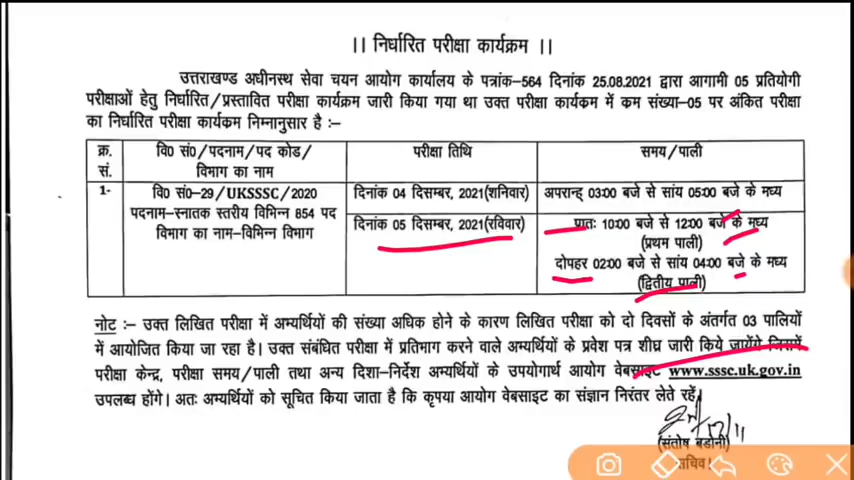 ।। निर्धारित परीक्षा कार्यक्रम ।।
उत्तराखण्ड अधीनस्थ सेवा चयन आयोग कार्यालय के पत्रांक-564 दिनांक 25.08.2021 द्वारा आगामी 05 प्रतियोगी
परीक्षाओं हेतु निर्धारित/प्रस्तावित परीक्षा कार्यक्रम जारी किया गया था उक्त परीक्षा कार्यकम में कम संख्या-05 पर अंकित परीक्षा
का निर्धारित परीक्षा कार्यकम निम्नानुसार है :-
क्र. सं.
वि0 सं0/पदनाम/पद कोड/
विभाग का नाम
परीक्षा तिथि
समय/पाली
1-
वि0 सं0-29/UKSSSC/2020
पदनाम-स्नातक स्तरीय विभिन्न 854 पद
विभाग का नाम-विभिन्न विभाग
दिनांक 04 दिसम्बर, 2021(शनिवार)
अपरान्ह् 03:00 बजे से सांय 05:00 बजे के मध्य
दिनांक 05 दिसम्बर, 2021(रविवार)
प्रातः 10:00 बजे से 12:00 बजे के मध्य
(प्रथम पाली)
दोपहर 02:00 बजे से सांय 04:00 बजे के मध्य
(द्वितीय पाली)
नोट :- उक्त लिखित परीक्षा में अभ्यर्थियों की संख्या अधिक होने के कारण लिखित परीक्षा को दो दिवसों के अंतर्गत 03 पालियों
में आयोजित किया जा रहा है। उक्त संबंधित परीक्षा में प्रतिभाग करने वाले अभ्यर्थियों के प्रवेश पत्र शीघ्र जारी किये जायेंगे जिसमें
परीक्षा केन्द्र, परीक्षा समय/पाली तथा अन्य दिशा-निर्देश अभ्यर्थियों के उपयोगार्थ आयोग वेबसाइट www.sssc.uk.gov.in
उपलब्ध होंगे। अतः अभ्यर्थियों को सूचित किया जाता है कि कृपया आयोग वेबसाइट का संज्ञान निरंतर लेते रहें
(संतोष बडोनी)
सचिव।